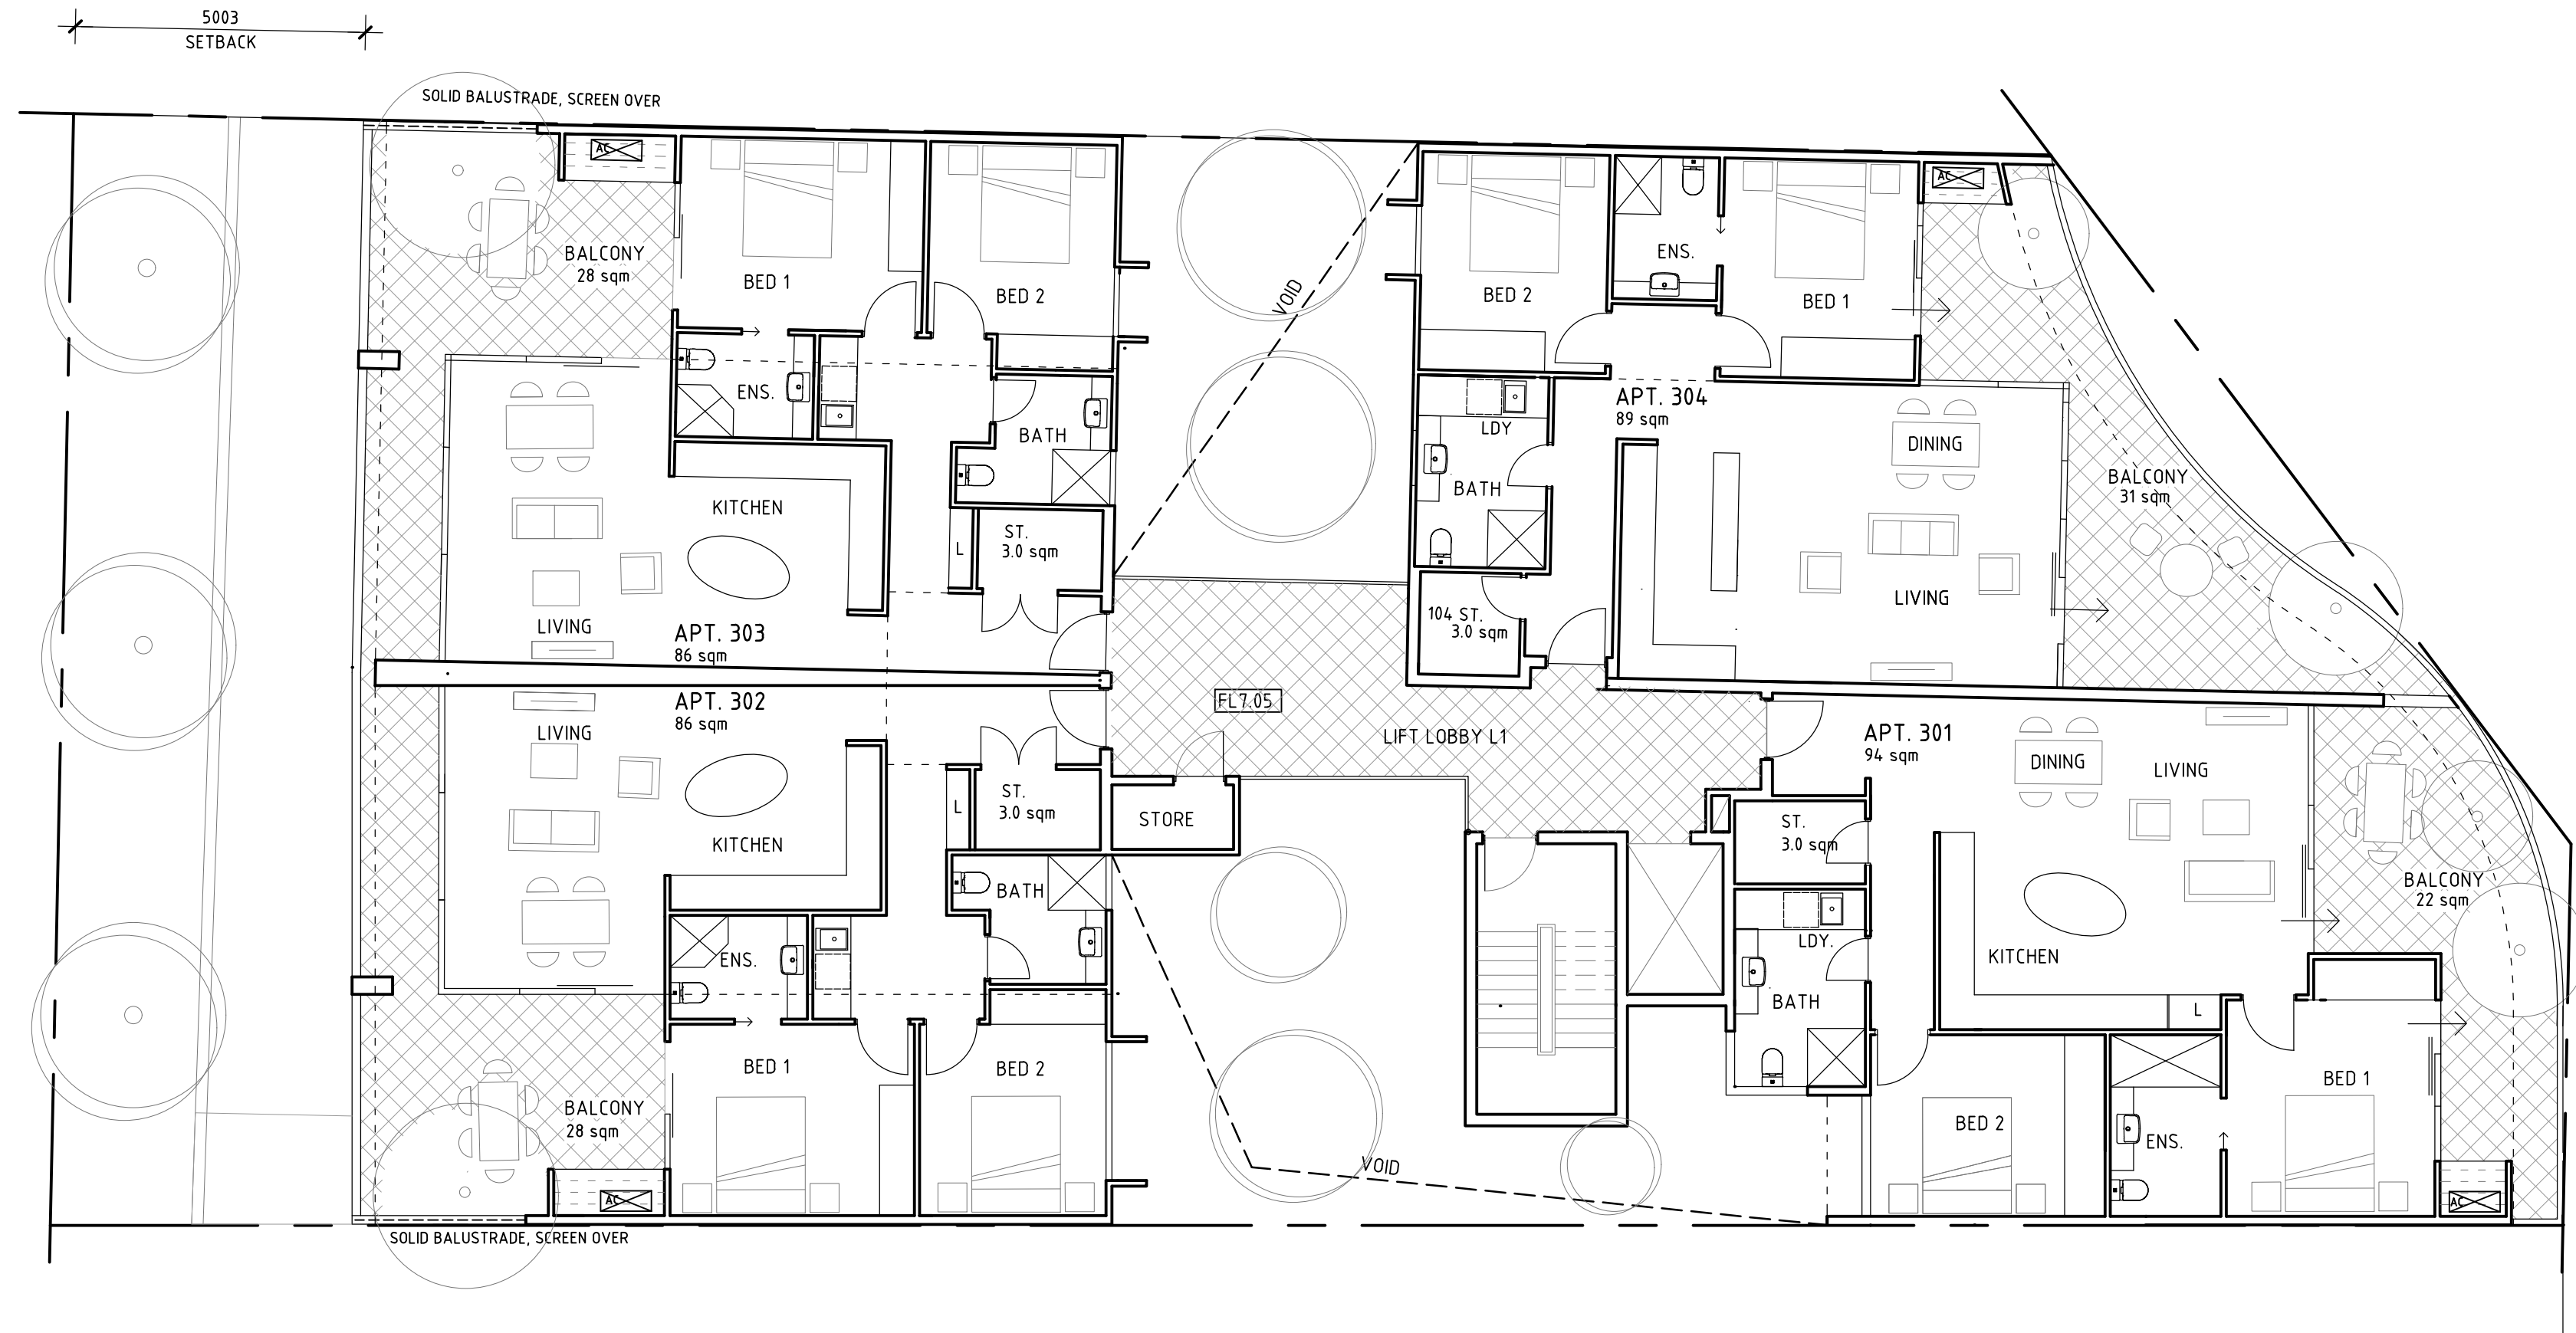 5003
SETBACK
SOLID BALUSTRADE, SCREEN OVER
AC
BALCONY
28 sqm
BED 1
BED 2
ENS.
BATH
KITCHEN
ST.
3.0 sqm
L
LIVING
APT. 303
86 sqm
VOID
BED 2
ENS.
BED 1
AC
APT. 304
89 sqm
LDY
BATH
DINING
BALCONY
31 sqm
LIVING
104 ST.
3.0 sqm
FL7.05
LIFT LOBBY L1
APT. 302
86 sqm
LIVING
KITCHEN
L
ST.
3.0 sqm
STORE
BATH
ENS.
BED 1
BED 2
BALCONY
28 sqm
AC
SOLID BALUSTRADE, SCREEN OVER
VOID
APT. 301
94 sqm
DINING
LIVING
ST.
3.0 sqm
BALCONY
22 sqm
LDY.
KITCHEN
BATH
L
BED 2
ENS.
BED 1
AC